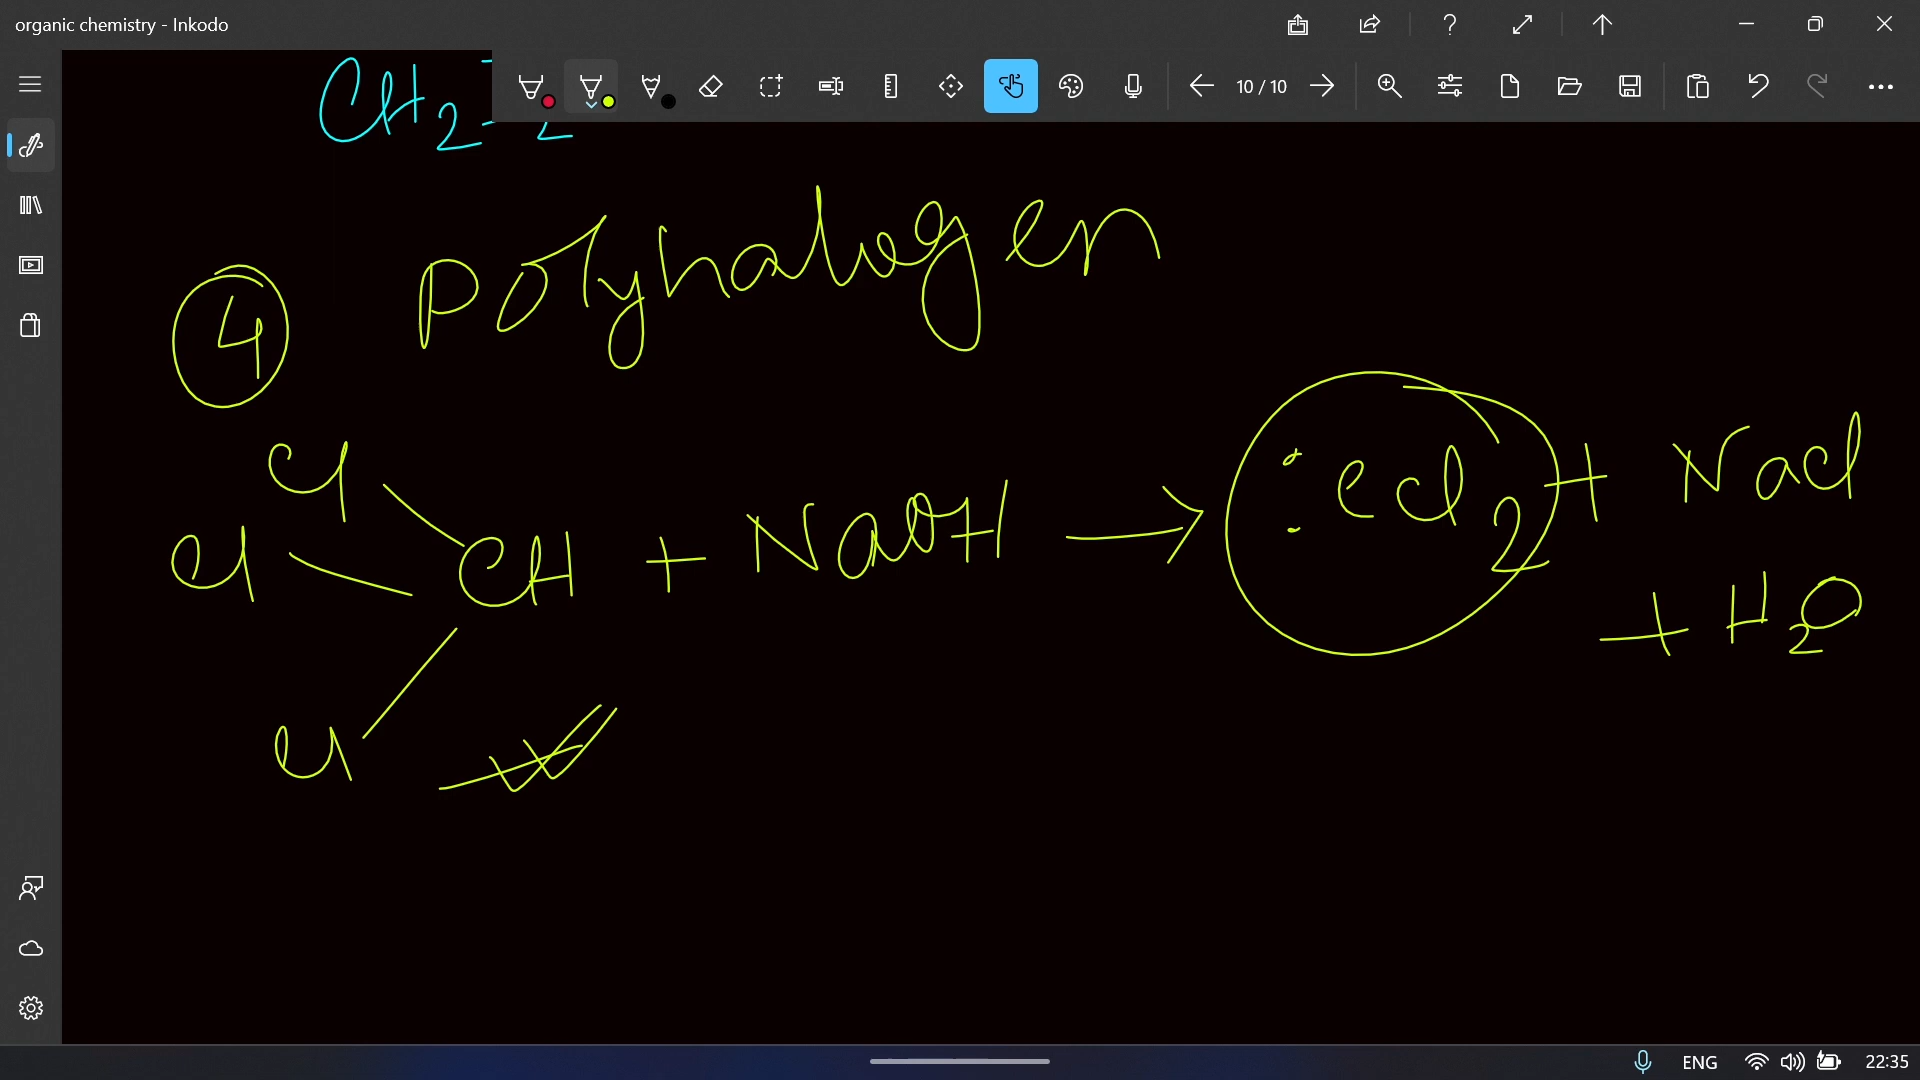 organic chemistry - Inkodo
10 / 10
CH2
4 polyhalogen
Cl
Cl CH + NaOH → :CCl2 + NaCl
+ H2O
Cl
ENG 22:35